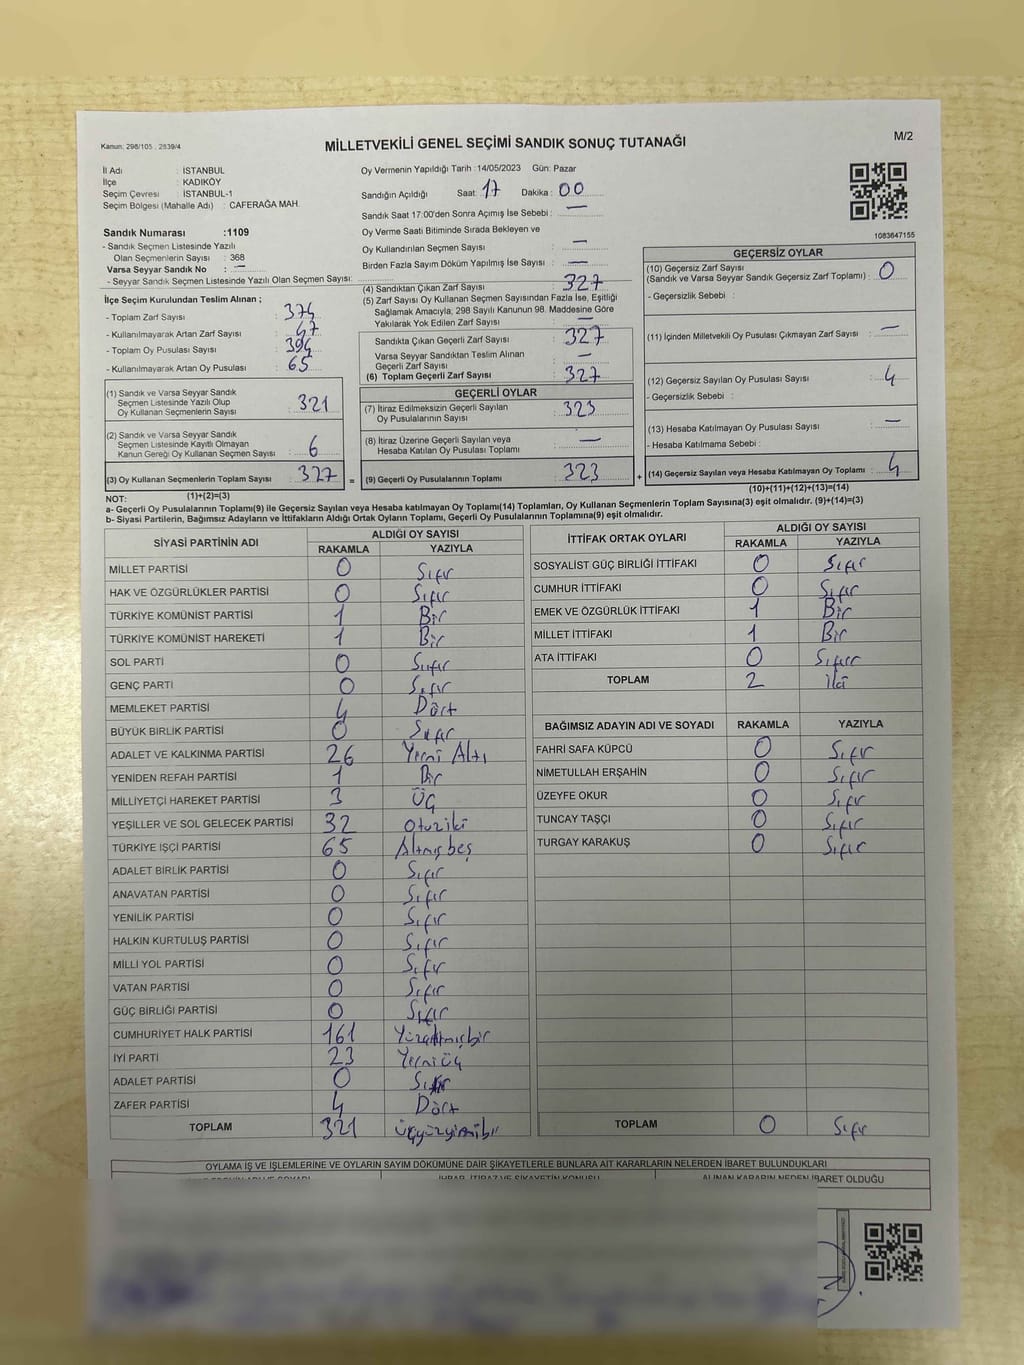 Kanun: 298/105 , 2839/4
MİLLETVEKİLİ GENEL SEÇİMİ SANDIK SONUÇ TUTANAĞI
M/2
İl Adı : İSTANBUL
İlçe : KADIKÖY
Seçim Çevresi : İSTANBUL-1
Seçim Bölgesi (Mahalle Adı) : CAFERAĞA MAH.
Sandık Numarası :1109
- Sandık Seçmen Listesinde Yazılı
Olan Seçmenlerin Sayısı : 368
Varsa Seyyar Sandık No : —
- Seyyar Sandık Seçmen Listesinde Yazılı Olan Seçmen Sayısı:
Oy Vermenin Yapıldığı Tarih :14/05/2023 Gün: Pazar
Sandığın Açıldığı Saat: 17 Dakika: 00
Sandık Saat 17:00'den Sonra Açımış İse Sebebi : —
Oy Verme Saati Bitiminde Sırada Bekleyen ve
Oy Kullandırılan Seçmen Sayısı : —
Birden Fazla Sayım Döküm Yapılmış İse Sayısı : —
1083647155
İlçe Seçim Kurulundan Teslim Alınan ;
- Toplam Zarf Sayısı :
- Kullanılmayarak Artan Zarf Sayısı : 47
- Toplam Oy Pusulası Sayısı :
- Kullanılmayarak Artan Oy Pusulası : 65
(1) Sandık ve Varsa Seyyar Sandık
Seçmen Listesinde Yazılı Olup
Oy Kullanan Seçmenlerin Sayısı : 321
(2) Sandık ve Varsa Seyyar Sandık
Seçmen Listesinde Kayıtlı Olmayan
Kanun Gereği Oy Kullanan Seçmen Sayısı : 6
(3) Oy Kullanan Seçmenlerin Toplam Sayısı : 327
(1)+(2)=(3)
(4) Sandıktan Çıkan Zarf Sayısı : 327
(5) Zarf Sayısı Oy Kullanan Seçmen Sayısından Fazla İse, Eşitliği
Sağlamak Amacıyla, 298 Sayılı Kanunun 98. Maddesine Göre
Yakılarak Yok Edilen Zarf Sayısı : —
Sandıkta Çıkan Geçerli Zarf Sayısı : 327
Varsa Seyyar Sandıktan Teslim Alınan
Geçerli Zarf Sayısı : —
(6) Toplam Geçerli Zarf Sayısı : 327
GEÇERLİ OYLAR
(7) İtiraz Edilmeksizin Geçerli Sayılan
Oy Pusulalarının Sayısı : 323
(8) İtiraz Üzerine Geçerli Sayılan veya
Hesaba Katılan Oy Pusulası Toplamı : —
= (9) Geçerli Oy Pusulalarının Toplamı : 323 +
GEÇERSİZ OYLAR
(10) Geçersiz Zarf Sayısı
(Sandık ve Varsa Seyyar Sandık Geçersiz Zarf Toplamı) : 0
- Geçersizlik Sebebi :
(11) İçinden Milletvekili Oy Pusulası Çıkmayan Zarf Sayısı : —
(12) Geçersiz Sayılan Oy Pusulası Sayısı : 4
- Geçersizlik Sebebi :
(13) Hesaba Katılmayan Oy Pusulası Sayısı : —
- Hesaba Katılmama Sebebi :
(14) Geçersiz Sayılan veya Hesaba Katılmayan Oy Toplamı : 4
(10)+(11)+(12)+(13)=(14)
NOT:
a- Geçerli Oy Pusulalarının Toplamı(9) ile Geçersiz Sayılan veya Hesaba katılmayan Oy Toplamı(14) Toplamları, Oy Kullanan Seçmenlerin Toplam Sayısına(3) eşit olmalıdır. (9)+(14)=(3)
b- Siyasi Partilerin, Bağımsız Adayların ve İttifakların Aldığı Ortak Oyların Toplamı, Geçerli Oy Pusulalarının Toplamına(9) eşit olmalıdır.
SİYASİ PARTİNİN ADI ALDIĞI OY SAYISI
RAKAMLA YAZIYLA
MİLLET PARTİSİ 0 Sıfır
HAK VE ÖZGÜRLÜKLER PARTİSİ 0 Sıfır
TÜRKİYE KOMÜNİST PARTİSİ 1 Bir
TÜRKİYE KOMÜNİST HAREKETİ 1 Bir
SOL PARTİ 0 Sıfır
GENÇ PARTİ 0 Sıfır
MEMLEKET PARTİSİ 4 Dört
BÜYÜK BİRLİK PARTİSİ 0 Sıfır
ADALET VE KALKINMA PARTİSİ 26 Yirmi Altı
YENİDEN REFAH PARTİSİ 1 Bir
MİLLİYETÇİ HAREKET PARTİSİ 3 Üç
YEŞİLLER VE SOL GELECEK PARTİSİ 32 Otuziki
TÜRKİYE İŞÇİ PARTİSİ 65 Altmışbeş
ADALET BİRLİK PARTİSİ 0 Sıfır
ANAVATAN PARTİSİ 0 Sıfır
YENİLİK PARTİSİ 0 Sıfır
HALKIN KURTULUŞ PARTİSİ 0 Sıfır
MİLLİ YOL PARTİSİ 0 Sıfır
VATAN PARTİSİ 0 Sıfır
GÜÇ BİRLİĞİ PARTİSİ 0 Sıfır
CUMHURİYET HALK PARTİSİ 161 Yüzaltmışbir
İYİ PARTİ 23 Yirmiüç
ADALET PARTİSİ 0 Sıfır
ZAFER PARTİSİ 4 Dört
TOPLAM 321 üçyüzyirmibir
İTTİFAK ORTAK OYLARI ALDIĞI OY SAYISI
RAKAMLA YAZIYLA
SOSYALİST GÜÇ BİRLİĞİ İTTİFAKI 0 Sıfır
CUMHUR İTTİFAKI 0 Sıfır
EMEK VE ÖZGÜRLÜK İTTİFAKI 1 Bir
MİLLET İTTİFAKI 1 Bir
ATA İTTİFAKI 0 Sıfır
TOPLAM 2 iki
BAĞIMSIZ ADAYIN ADI VE SOYADI RAKAMLA YAZIYLA
FAHRİ SAFA KÜPCÜ 0 Sıfır
NİMETULLAH ERŞAHİN 0 Sıfır
ÜZEYFE OKUR 0 Sıfır
TUNCAY TAŞÇI 0 Sıfır
TURGAY KARAKUŞ 0 Sıfır
TOPLAM 0 Sıfır
OYLAMA İŞ VE İŞLEMLERİNE VE OYLARIN SAYIM DÖKÜMÜNE DAİR ŞİKAYETLERLE BUNLARA AİT KARARLARIN NELERDEN İBARET BULUNDUKLARI
İHBAR, İTİRAZ VE ŞİKAYETİN KONUSU ALINAN KARARIN NEDEN İBARET OLDUĞU